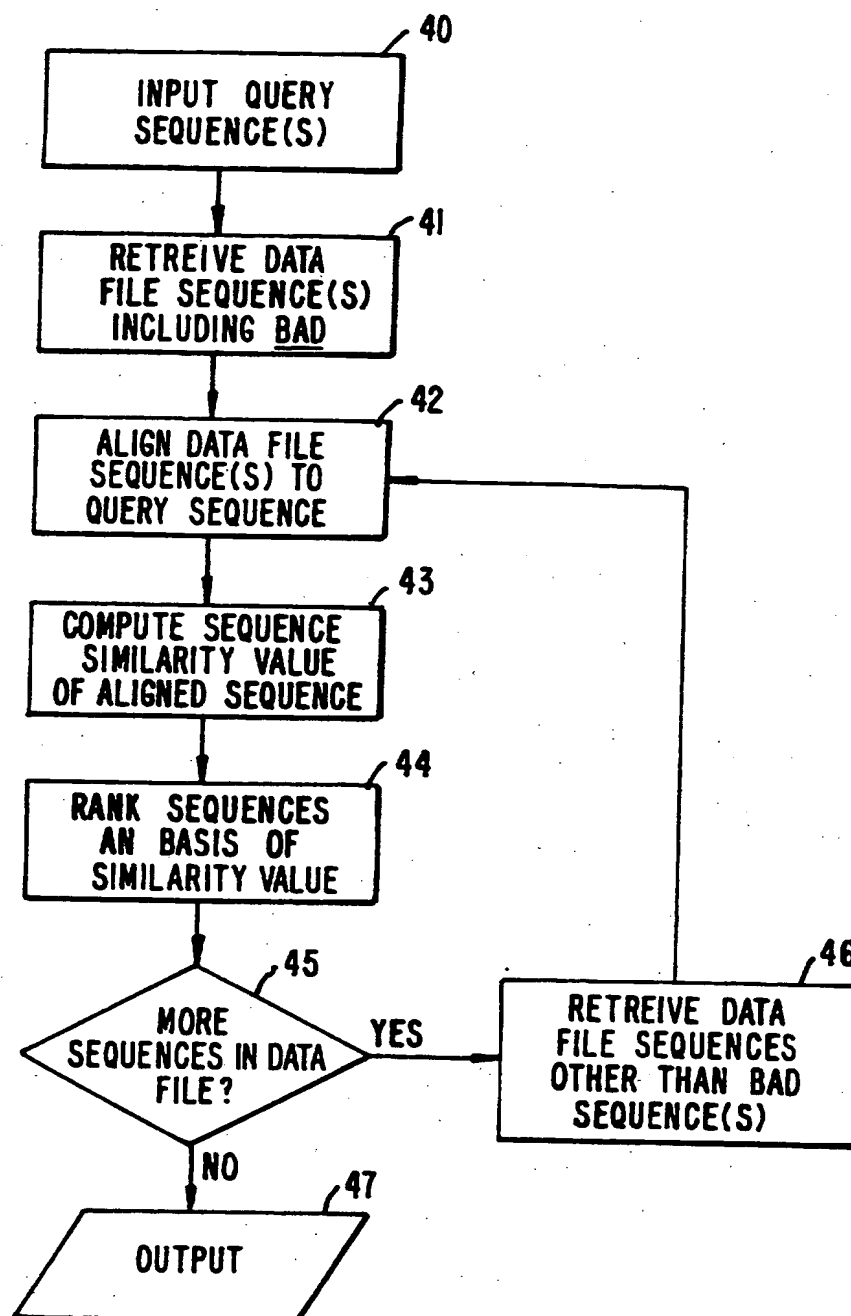 40
INPUT QUERY
SEQUENCE(S)
41
RETREIVE DATA
FILE SEQUENCE(S)
INCLUDING BAD
42
ALIGN DATA FILE
SEQUENCE(S) TO
QUERY SEQUENCE
43
COMPUTE SEQUENCE
SIMILARITY VALUE
OF ALIGNED SEQUENCE
44
RANK SEQUENCES
AN BASIS OF
SIMILARITY VALUE
45
MORE
SEQUENCES IN DATA
FILE?
YES
46
RETREIVE DATA
FILE SEQUENCES
OTHER THAN BAD
SEQUENCE(S)
NO
47
OUTPUT